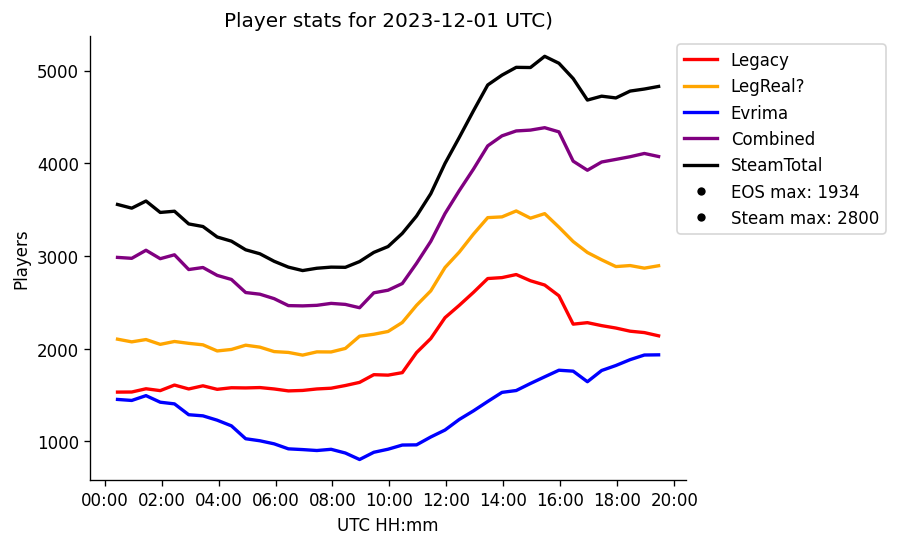 Player stats for 2023-12-01 UTC)
Players
5000
4000
3000
2000
1000
00:00 02:00 04:00 06:00 08:00 10:00 12:00 14:00 16:00 18:00 20:00
UTC HH:mm
Legacy
LegReal?
Evrima
Combined
SteamTotal
EOS max: 1934
Steam max: 2800